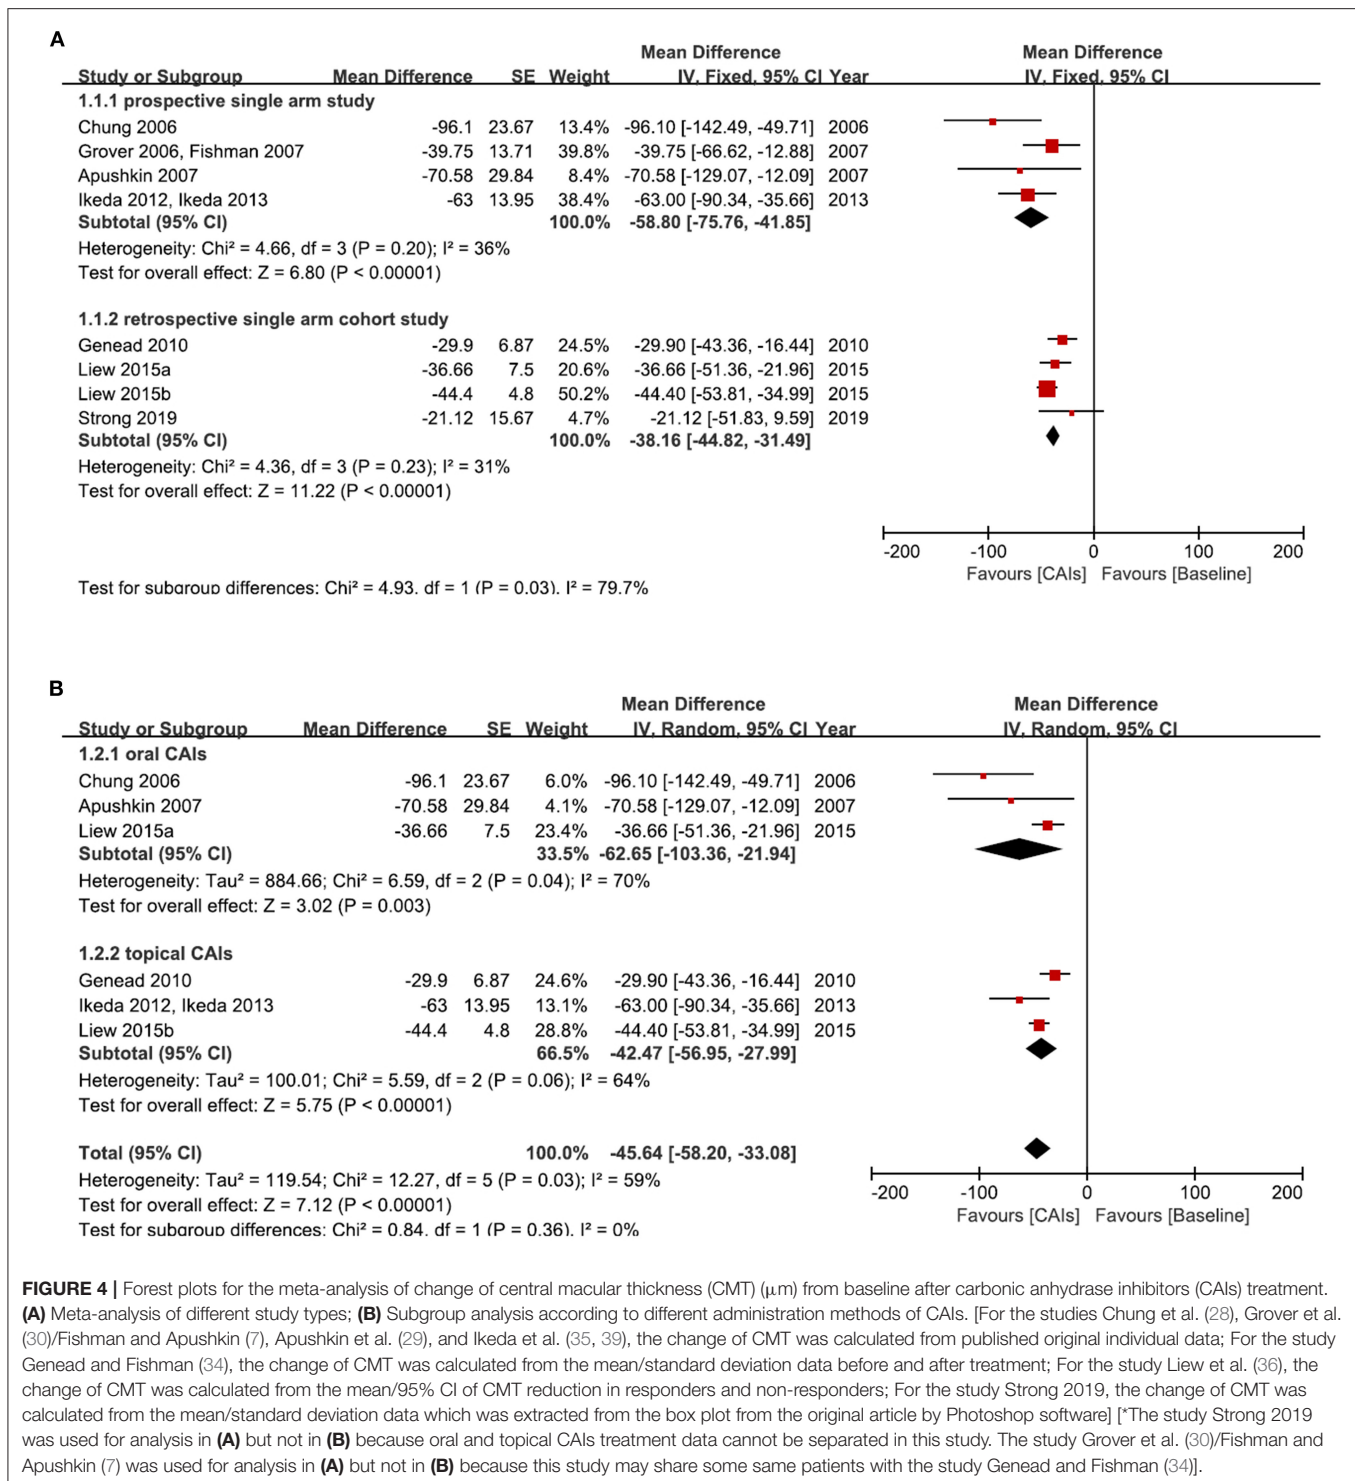 A
Mean Difference Mean Difference
Study or Subgroup Mean Difference SE Weight IV, Fixed, 95% CI Year IV, Fixed, 95% CI
1.1.1 prospective single arm study
Chung 2006 -96.1 23.67 13.4% -96.10 [-142.49, -49.71] 2006
Grover 2006, Fishman 2007 -39.75 13.71 39.8% -39.75 [-66.62, -12.88] 2007
Apushkin 2007 -70.58 29.84 8.4% -70.58 [-129.07, -12.09] 2007
Ikeda 2012, Ikeda 2013 -63 13.95 38.4% -63.00 [-90.34, -35.66] 2013
Subtotal (95% CI) 100.0% -58.80 [-75.76, -41.85]
Heterogeneity: Chi² = 4.66, df = 3 (P = 0.20); I² = 36%
Test for overall effect: Z = 6.80 (P < 0.00001)
1.1.2 retrospective single arm cohort study
Genead 2010 -29.9 6.87 24.5% -29.90 [-43.36, -16.44] 2010
Liew 2015a -36.66 7.5 20.6% -36.66 [-51.36, -21.96] 2015
Liew 2015b -44.4 4.8 50.2% -44.40 [-53.81, -34.99] 2015
Strong 2019 -21.12 15.67 4.7% -21.12 [-51.83, 9.59] 2019
Subtotal (95% CI) 100.0% -38.16 [-44.82, -31.49]
Heterogeneity: Chi² = 4.36, df = 3 (P = 0.23); I² = 31%
Test for overall effect: Z = 11.22 (P < 0.00001)
-200 -100 0 100 200
Favours [CAIs] Favours [Baseline]
Test for subgroup differences: Chi² = 4.93. df = 1 (P = 0.03). I² = 79.7%
B
Mean Difference Mean Difference
Study or Subgroup Mean Difference SE Weight IV, Random, 95% CI Year IV, Random, 95% CI
1.2.1 oral CAIs
Chung 2006 -96.1 23.67 6.0% -96.10 [-142.49, -49.71] 2006
Apushkin 2007 -70.58 29.84 4.1% -70.58 [-129.07, -12.09] 2007
Liew 2015a -36.66 7.5 23.4% -36.66 [-51.36, -21.96] 2015
Subtotal (95% CI) 33.5% -62.65 [-103.36, -21.94]
Heterogeneity: Tau² = 884.66; Chi² = 6.59, df = 2 (P = 0.04); I² = 70%
Test for overall effect: Z = 3.02 (P = 0.003)
1.2.2 topical CAIs
Genead 2010 -29.9 6.87 24.6% -29.90 [-43.36, -16.44] 2010
Ikeda 2012, Ikeda 2013 -63 13.95 13.1% -63.00 [-90.34, -35.66] 2013
Liew 2015b -44.4 4.8 28.8% -44.40 [-53.81, -34.99] 2015
Subtotal (95% CI) 66.5% -42.47 [-56.95, -27.99]
Heterogeneity: Tau² = 100.01; Chi² = 5.59, df = 2 (P = 0.06); I² = 64%
Test for overall effect: Z = 5.75 (P < 0.00001)
Total (95% CI) 100.0% -45.64 [-58.20, -33.08]
Heterogeneity: Tau² = 119.54; Chi² = 12.27, df = 5 (P = 0.03); I² = 59%
-200 -100 0 100 200
Test for overall effect: Z = 7.12 (P < 0.00001)
Favours [CAIs] Favours [Baseline]
Test for subgroup differences: Chi² = 0.84. df = 1 (P = 0.36). I² = 0%
FIGURE 4 | Forest plots for the meta-analysis of change of central macular thickness (CMT) (μm) from baseline after carbonic anhydrase inhibitors (CAIs) treatment.
(A) Meta-analysis of different study types; (B) Subgroup analysis according to different administration methods of CAIs. [For the studies Chung et al. (28), Grover et al.
(30)/Fishman and Apushkin (7), Apushkin et al. (29), and Ikeda et al. (35, 39), the change of CMT was calculated from published original individual data; For the study
Genead and Fishman (34), the change of CMT was calculated from the mean/standard deviation data before and after treatment; For the study Liew et al. (36), the
change of CMT was calculated from the mean/95% CI of CMT reduction in responders and non-responders; For the study Strong 2019, the change of CMT was
calculated from the mean/standard deviation data which was extracted from the box plot from the original article by Photoshop software] [*The study Strong 2019
was used for analysis in (A) but not in (B) because oral and topical CAIs treatment data cannot be separated in this study. The study Grover et al. (30)/Fishman and
Apushkin (7) was used for analysis in (A) but not in (B) because this study may share some same patients with the study Genead and Fishman (34)].